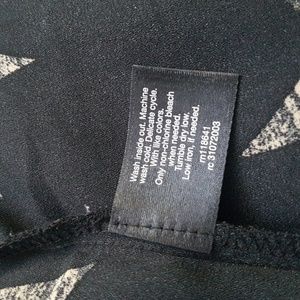 Wash inside out. Machine
wash cold. Delicate cycle.
With like colors.
Only non-chlorine bleach
when needed.
Tumble dry low.
Low iron, if needed.
m118841
rc 31072003